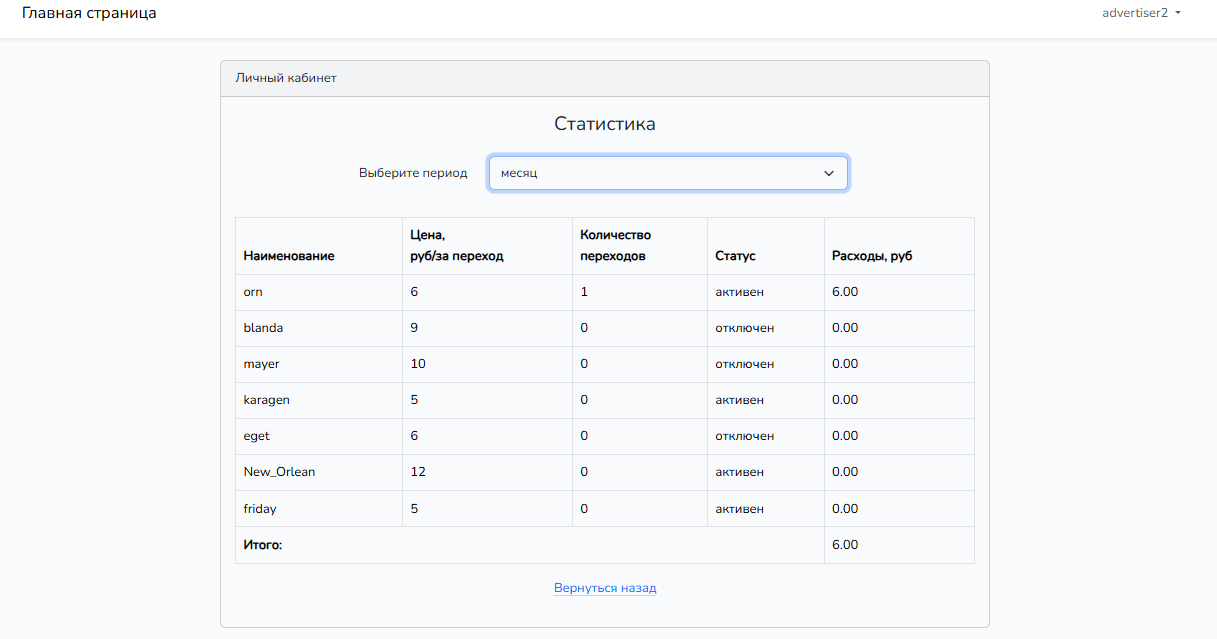 Главная страница advertiser2
Личный кабинет
Статистика
Выберите период месяц
Наименование Цена, руб/за переход Количество переходов Статус Расходы, руб
orn 6 1 активен 6.00
blanda 9 0 отключен 0.00
mayer 10 0 отключен 0.00
karagen 5 0 активен 0.00
eget 6 0 отключен 0.00
New_Orlean 12 0 активен 0.00
friday 5 0 активен 0.00
Итого: 6.00
Вернуться назад